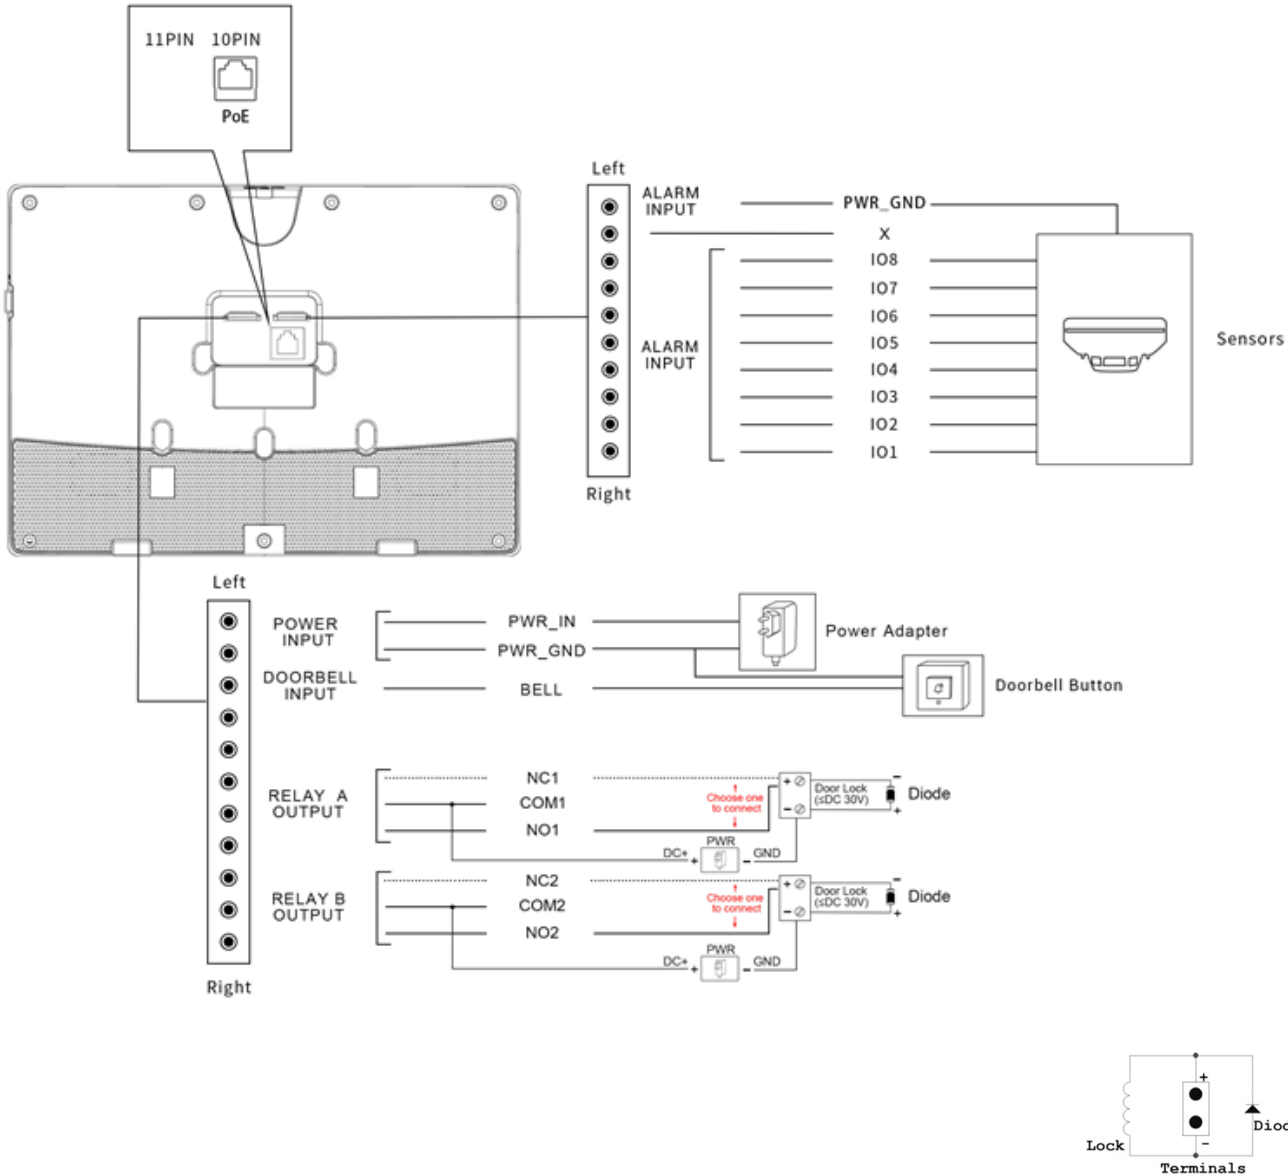 11PIN 10PIN
PoE
Left
ALARM
INPUT
PWR_GND
X
IO8
IO7
IO6
IO5
ALARM
INPUT
IO4
IO3
IO2
IO1
Sensors
Right
Left
POWER
INPUT
PWR_IN
PWR_GND
Power Adapter
DOORBELL
INPUT
BELL
Doorbell Button
RELAY A
OUTPUT
NC1
COM1
NO1
Choose one
to connect
+
-
Door Lock
(≤DC 30V)
-
+
Diode
DC+ +
PWR
- GND
RELAY B
OUTPUT
NC2
COM2
NO2
Choose one
to connect
+
-
Door Lock
(≤DC 30V)
-
+
Diode
DC+ +
PWR
- GND
Right
+
-
Lock
Diod
Terminals